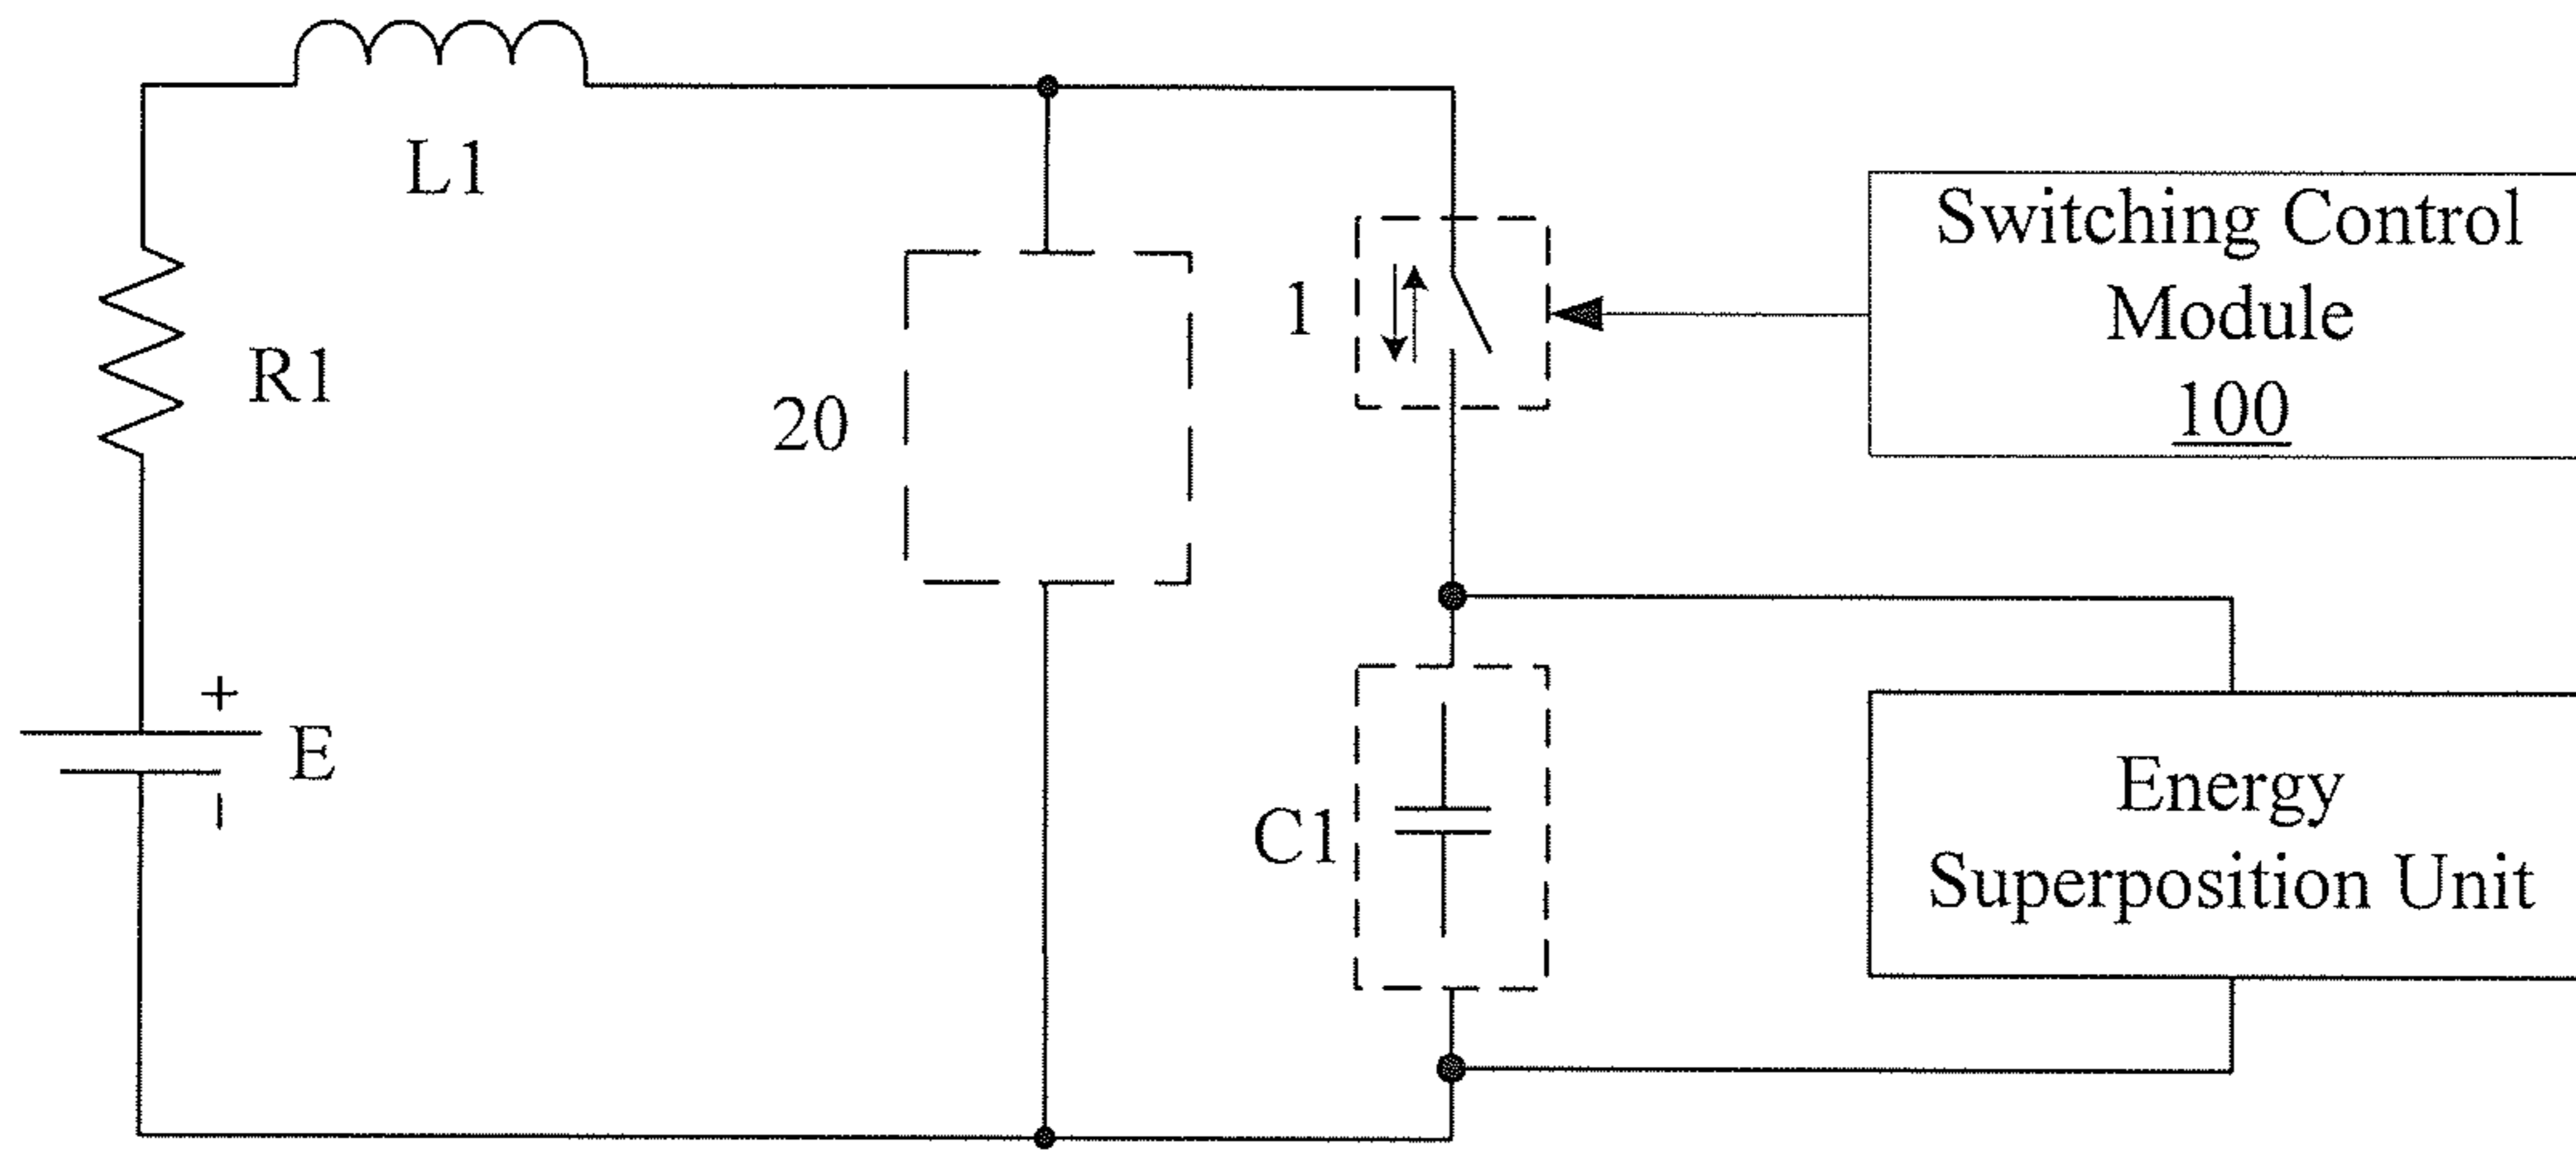 L1
R1
+
E
-
20
1
C1
Switching Control
Module
100
Energy
Superposition Unit